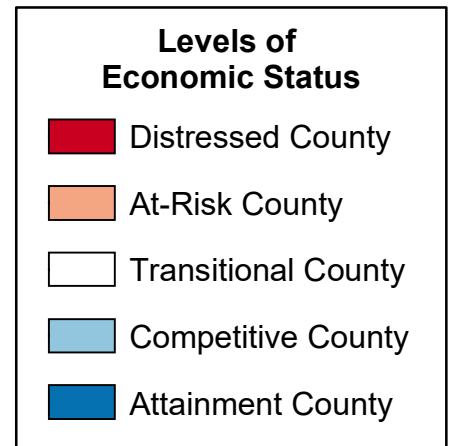 Levels of
Economic Status
Distressed County
At-Risk County
Transitional County
Competitive County
Attainment County